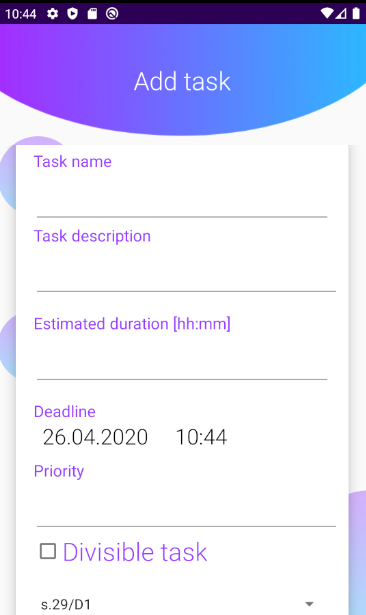 10:44
Add task
Task name
Task description
Estimated duration [hh:mm]
Deadline
26.04.2020 10:44
Priority
Divisible task
s.29/D1